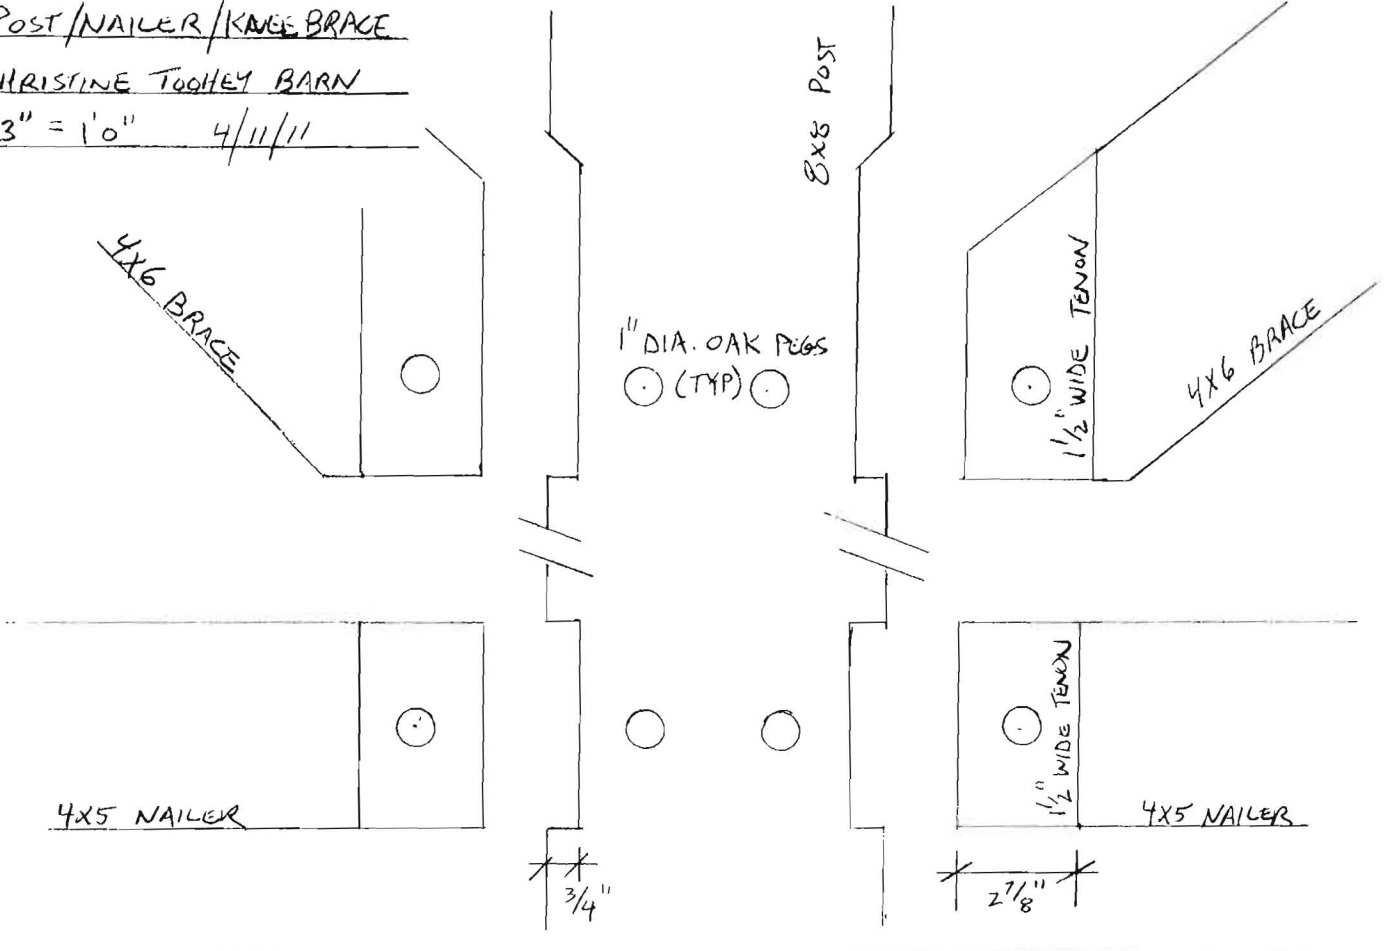 POST/NAILER/KNEE BRACE
CHRISTINE TOOHEY BARN
3" = 1'0" 4/11/11
8X8 POST
4X6 BRACE
1" DIA. OAK PEGS
(TYP)
1 1/2" WIDE TENON
4X6 BRACE
4X5 NAILER
1 1/2" WIDE TENON
4X5 NAILER
3/4"
2 7/8"